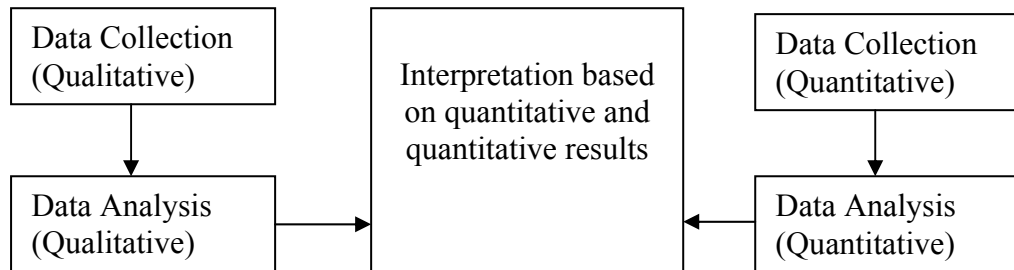 Data Collection
(Qualitative)
Data Analysis
(Qualitative)
Interpretation based
on quantitative and
quantitative results
Data Collection
(Quantitative)
Data Analysis
(Quantitative)